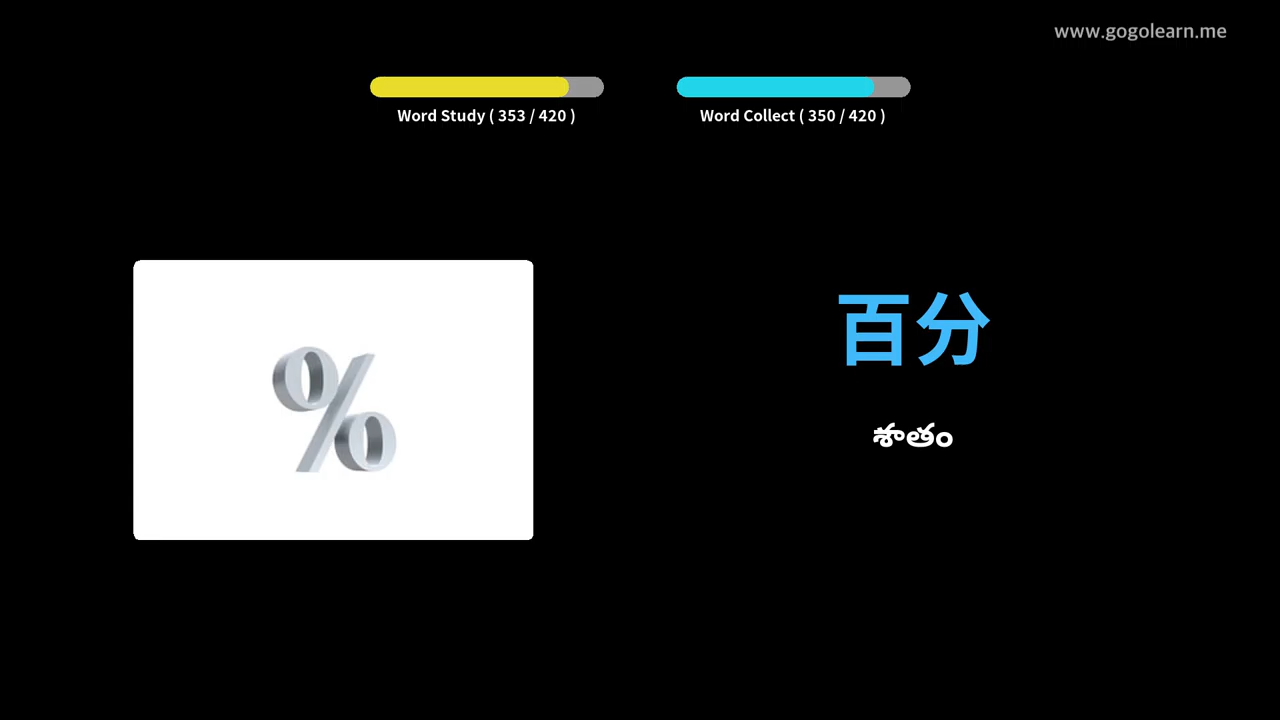 www.gogolearn.me
Word Study ( 353 / 420 )
Word Collect ( 350 / 420 )
%
百分
శాతం